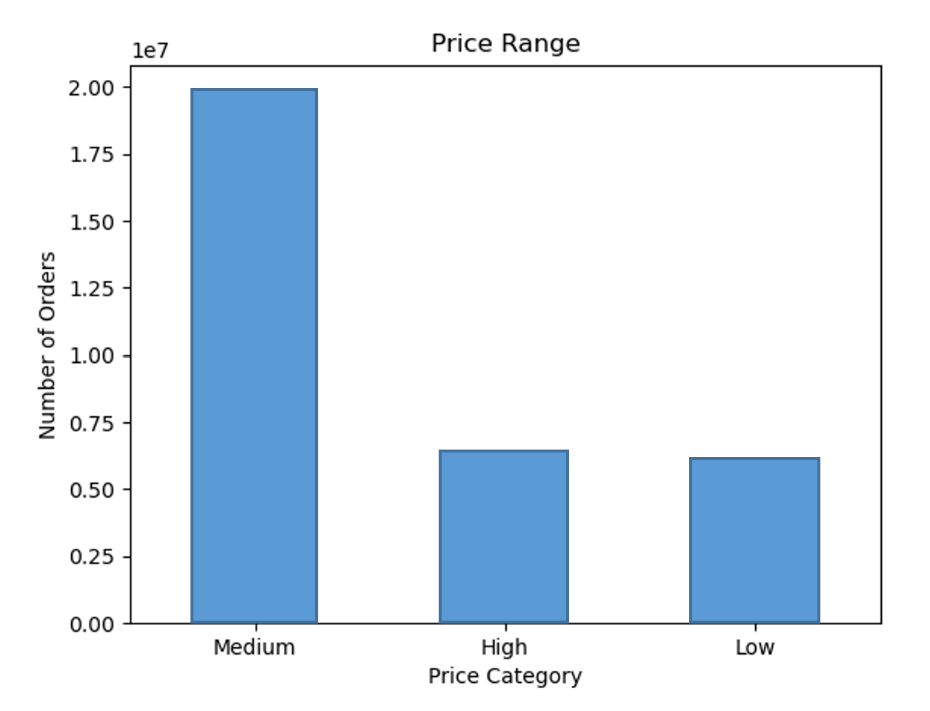 Price Range
1e7
2.00
1.75
1.50
1.25
1.00
0.75
0.50
0.25
0.00
Number of Orders
Medium High Low
Price Category